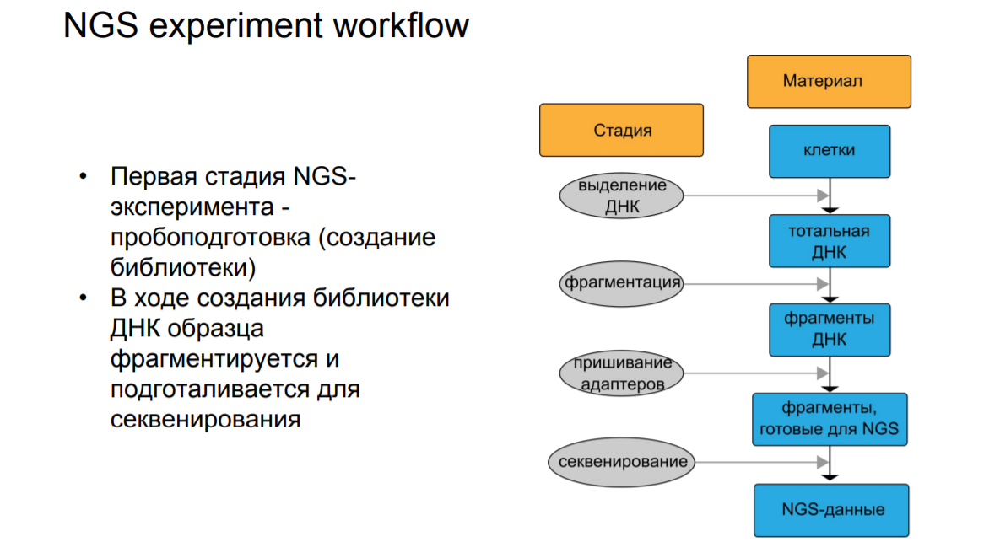 NGS experiment workflow
• Первая стадия NGS-
эксперимента -
пробоподготовка (создание
библиотеки)
• В ходе создания библиотеки
ДНК образца
фрагментируется и
подготаливается для
секвенирования
Материал
Стадия
клетки
выделение
ДНК
тотальная
ДНК
фрагментация
фрагменты
ДНК
пришивание
адаптеров
фрагменты,
готовые для NGS
секвенирование
NGS-данные